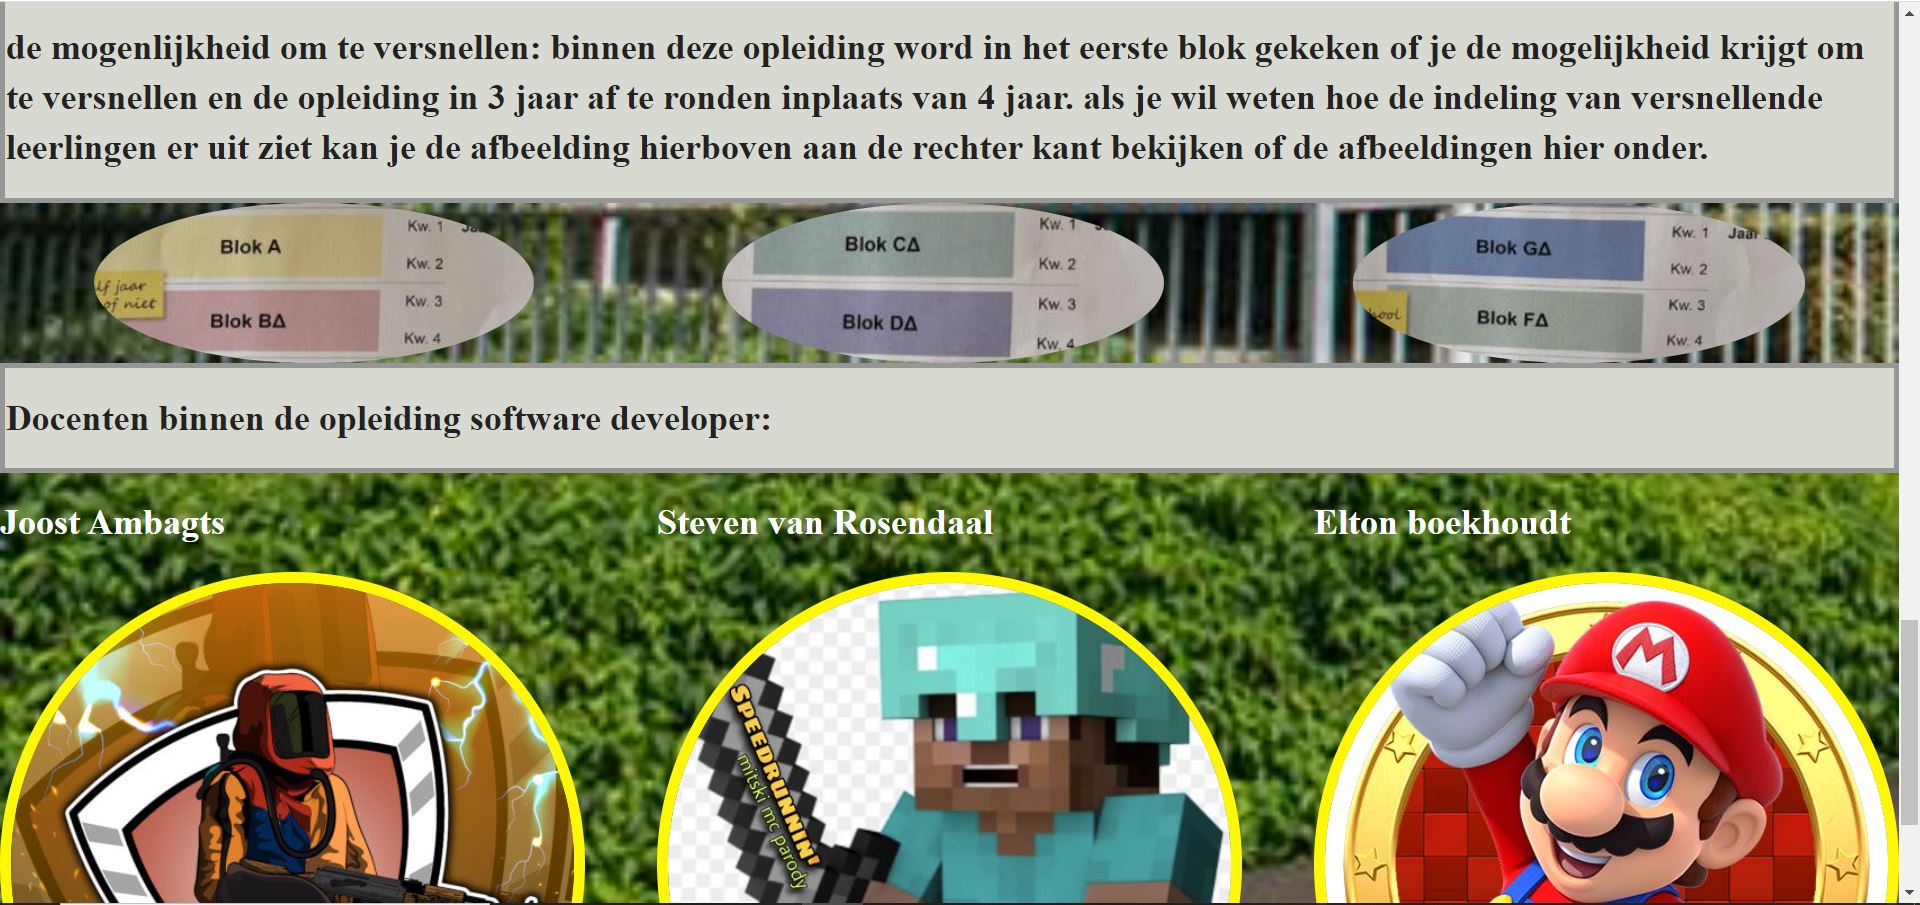 de mogenlijkheid om te versnellen: binnen deze opleiding word in het eerste blok gekeken of je de mogelijkheid krijgt om
te versnellen en de opleiding in 3 jaar af te ronden inplaats van 4 jaar. als je wil weten hoe de indeling van versnellende
leerlingen er uit ziet kan je de afbeelding hierboven aan de rechter kant bekijken of de afbeeldingen hier onder.
Blok A
Kw. 1
Kw. 2
lf jaar
of niet
Blok BΔ
Kw. 3
Kw. 4
Blok CΔ
Kw. 1
Kw. 2
Blok DΔ
Kw. 3
Kw. 4
Blok GΔ
Kw. 1 Jaar
Kw. 2
Blok FΔ
Kw. 3
Kw. 4
Docenten binnen de opleiding software developer:
Joost Ambagts
Steven van Rosendaal
Elton boekhoudt
SPEEDRUNNIN'
mitski mc parody
M